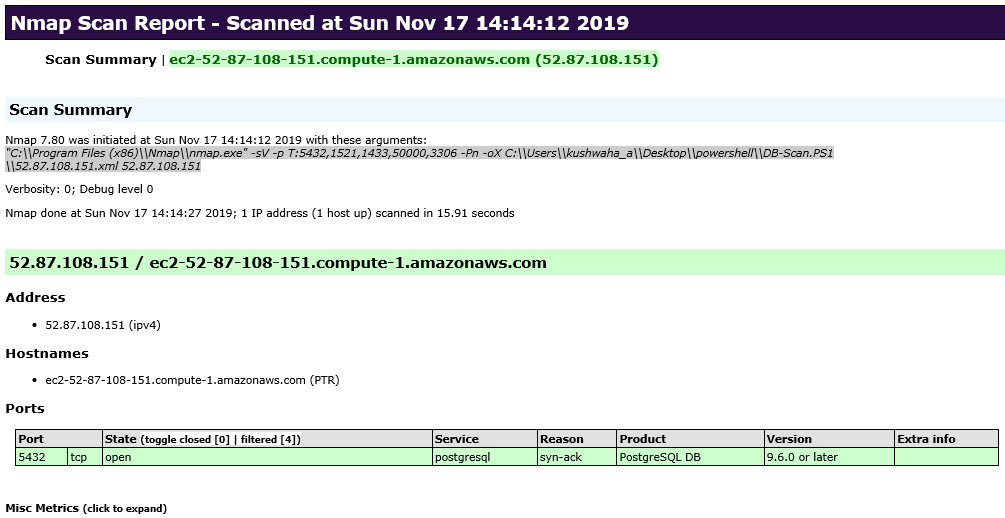 Nmap Scan Report - Scanned at Sun Nov 17 14:14:12 2019
Scan Summary | ec2-52-87-108-151.compute-1.amazonaws.com (52.87.108.151)
Scan Summary
Nmap 7.80 was initiated at Sun Nov 17 14:14:12 2019 with these arguments:
"C:\\Program Files (x86)\\Nmap\\nmap.exe" -sV -p T:5432,1521,1433,50000,3306 -Pn -oX C:\\Users\\kushwaha_a\\Desktop\\powershell\\DB-Scan.PS1
\\52.87.108.151.xml 52.87.108.151
Verbosity: 0; Debug level 0
Nmap done at Sun Nov 17 14:14:27 2019; 1 IP address (1 host up) scanned in 15.91 seconds
52.87.108.151 / ec2-52-87-108-151.compute-1.amazonaws.com
Address
• 52.87.108.151 (ipv4)
Hostnames
• ec2-52-87-108-151.compute-1.amazonaws.com (PTR)
Ports
Port State (toggle closed [0] | filtered [4]) Service Reason Product Version Extra info
5432 tcp open postgresql syn-ack PostgreSQL DB 9.6.0 or later
Misc Metrics (click to expand)